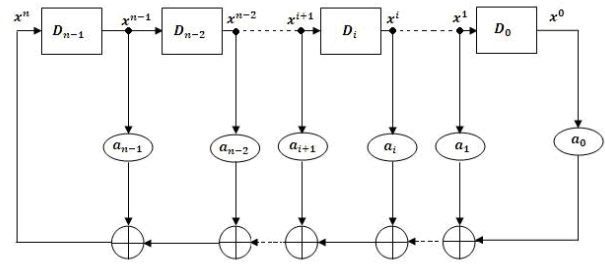 xⁿ Dₙ₋₁ xⁿ⁻¹ Dₙ₋₂ xⁿ⁻² xⁱ⁺¹ Dᵢ xⁱ x¹ D₀ x⁰
aₙ₋₁ aₙ₋₂ aᵢ₊₁ aᵢ a₁ a₀